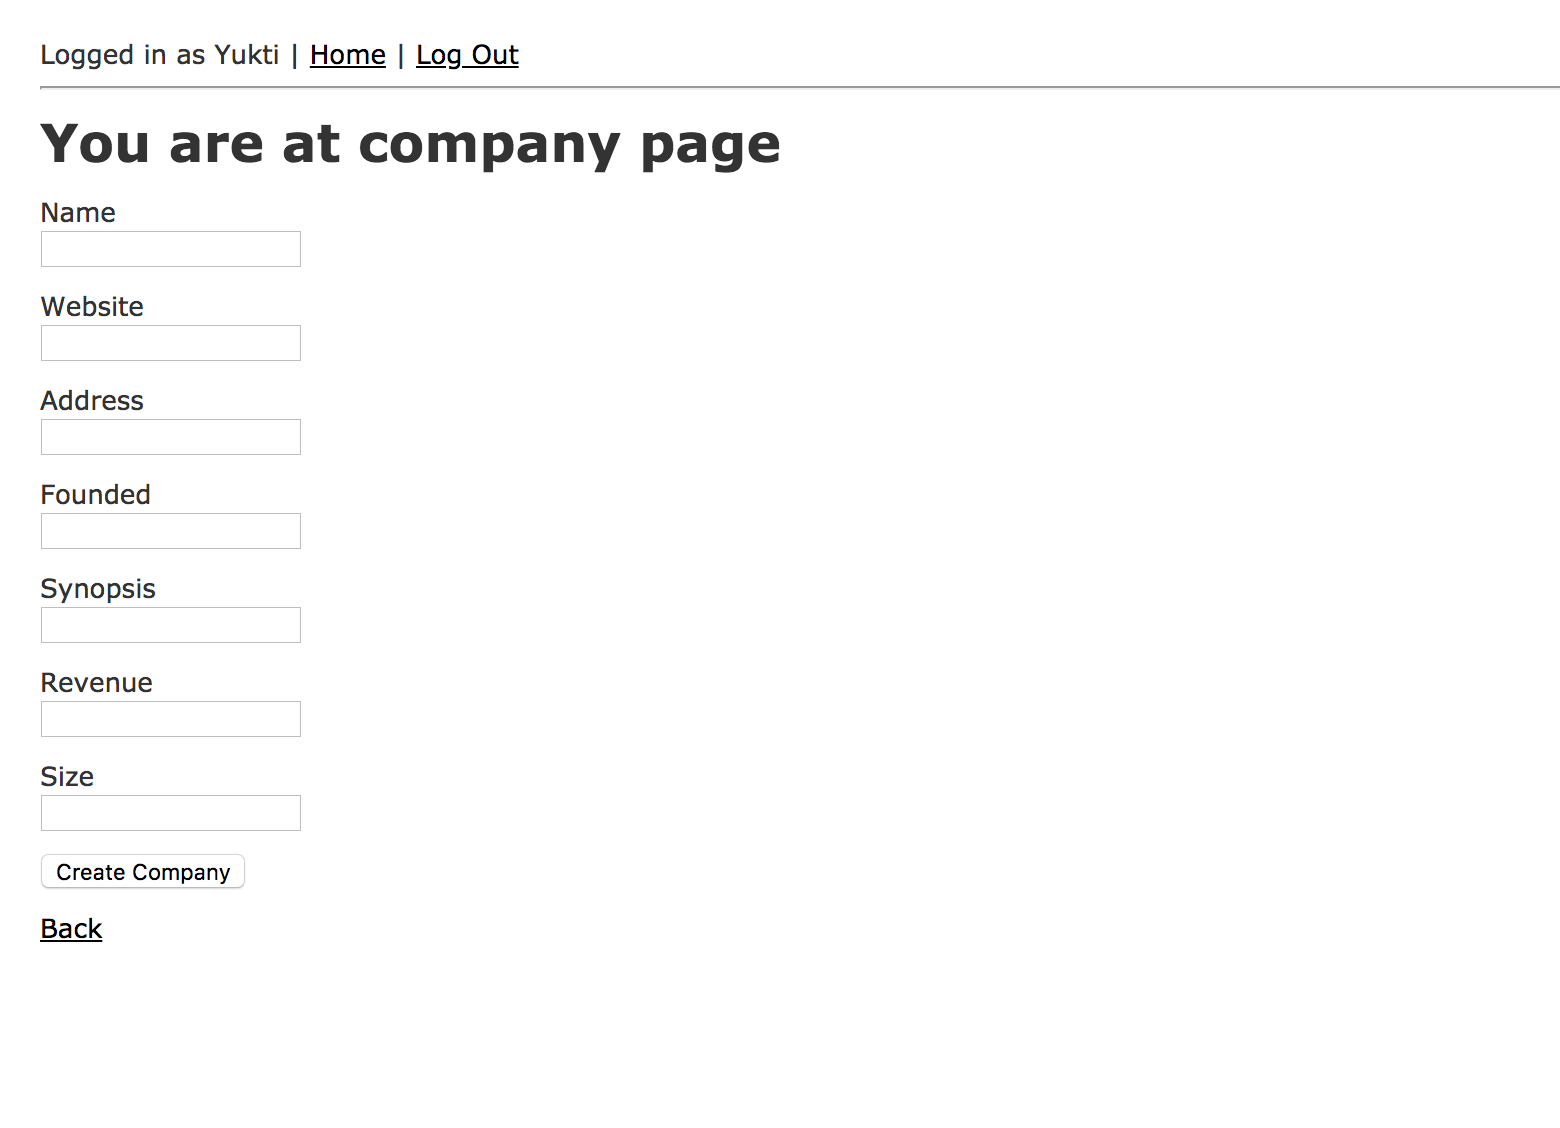 Logged in as Yukti | Home | Log Out
You are at company page
Name
Website
Address
Founded
Synopsis
Revenue
Size
Create Company
Back